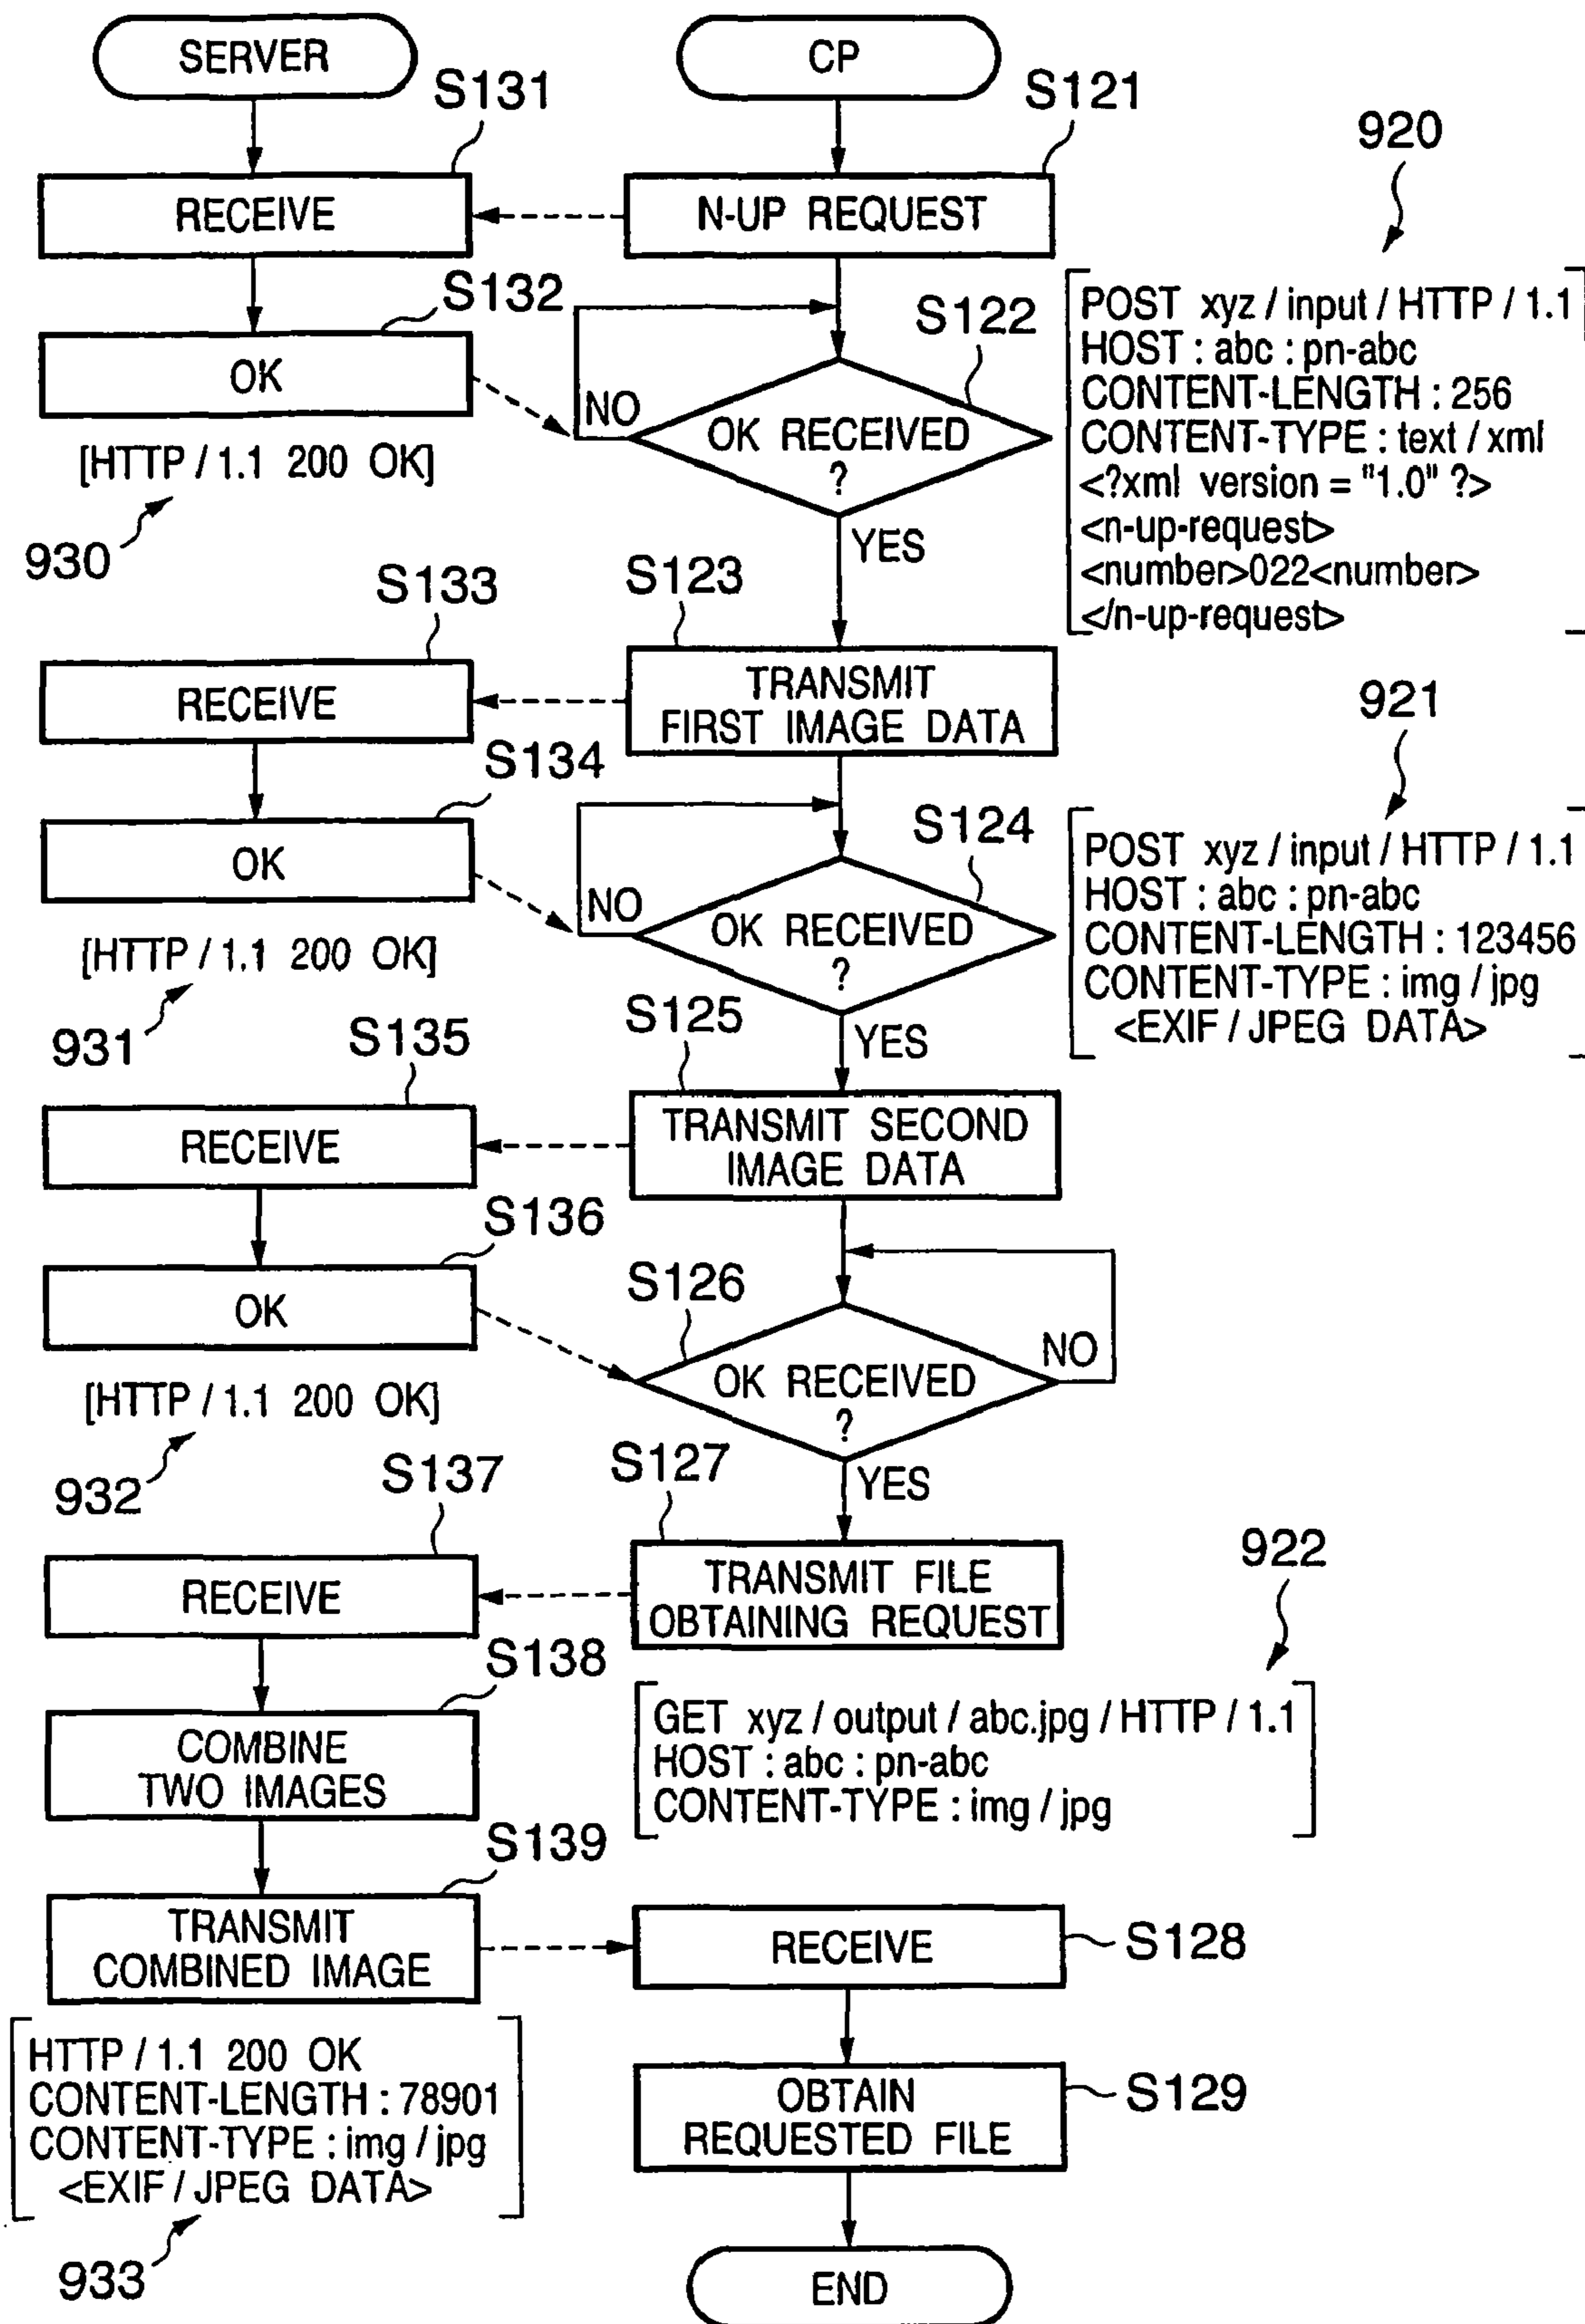 SERVER
CP
S131
S121
920
RECEIVE
N-UP REQUEST
S132
S122
POST xyz / input / HTTP / 1.1
HOST : abc : pn-abc
CONTENT-LENGTH : 256
CONTENT-TYPE : text / xml
<?xml version = "1.0" ?>
<n-up-request>
<number>022<number>
</n-up-request>
OK
NO
OK RECEIVED
?
[HTTP / 1.1 200 OK]
930
YES
S133
S123
RECEIVE
TRANSMIT
FIRST IMAGE DATA
921
S134
S124
POST xyz / input / HTTP / 1.1
HOST : abc : pn-abc
CONTENT-LENGTH : 123456
CONTENT-TYPE : img / jpg
<EXIF / JPEG DATA>
OK
NO
OK RECEIVED
?
[HTTP / 1.1 200 OK]
931
YES
S135
S125
RECEIVE
TRANSMIT SECOND
IMAGE DATA
S136
S126
OK
NO
OK RECEIVED
?
[HTTP / 1.1 200 OK]
932
YES
S137
S127
922
RECEIVE
TRANSMIT FILE
OBTAINING REQUEST
S138
GET xyz / output / abc.jpg / HTTP / 1.1
HOST : abc : pn-abc
CONTENT-TYPE : img / jpg
COMBINE
TWO IMAGES
S139
TRANSMIT
COMBINED IMAGE
RECEIVE
S128
HTTP / 1.1 200 OK
CONTENT-LENGTH : 78901
CONTENT-TYPE : img / jpg
<EXIF / JPEG DATA>
933
OBTAIN
REQUESTED FILE
S129
END